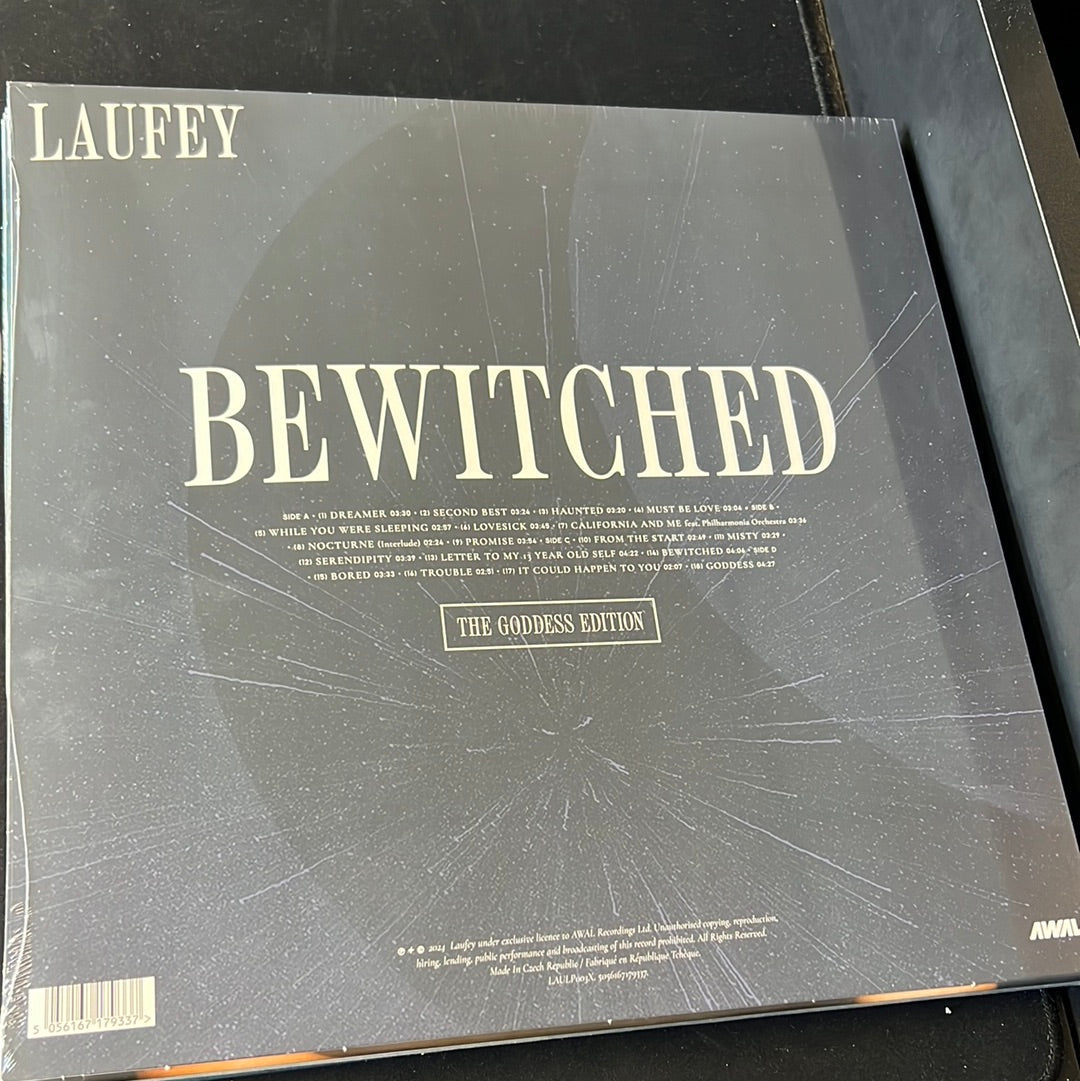 LAUFEY
BEWITCHED
SIDE A • (1) DREAMER 03:30 • (2) SECOND BEST 03:24 • (3) HAUNTED 03:20 • (4) MUST BE LOVE 03:04 • SIDE B •
(5) WHILE YOU WERE SLEEPING 02:57 • (6) LOVESICK 03:45 • (7) CALIFORNIA AND ME feat. Philharmonia Orchestra 03:36
• (8) NOCTURNE (Interlude) 02:24 • (9) PROMISE 03:54 • SIDE C • (10) FROM THE START 02:49 • (11) MISTY 03:29 •
(12) SERENDIPITY 03:39 • (13) LETTER TO MY 13 YEAR OLD SELF 04:22 • (14) BEWITCHED 04:04 • SIDE D
• (15) BORED 03:33 • (16) TROUBLE 02:51 • (17) IT COULD HAPPEN TO YOU 02:07 • (18) GODDESS 04:27
THE GODDESS EDITION
℗ + © 2024 Laufey under exclusive licence to AWAL Recordings Ltd. Unauthorised copying, reproduction,
hiring, lending, public performance and broadcasting of this record prohibited. All Rights Reserved.
Made In Czech Republic / Fabriqué en République Tchèque.
LAULP003X. 5056167179337.
AWAL
5 056167 179337 >